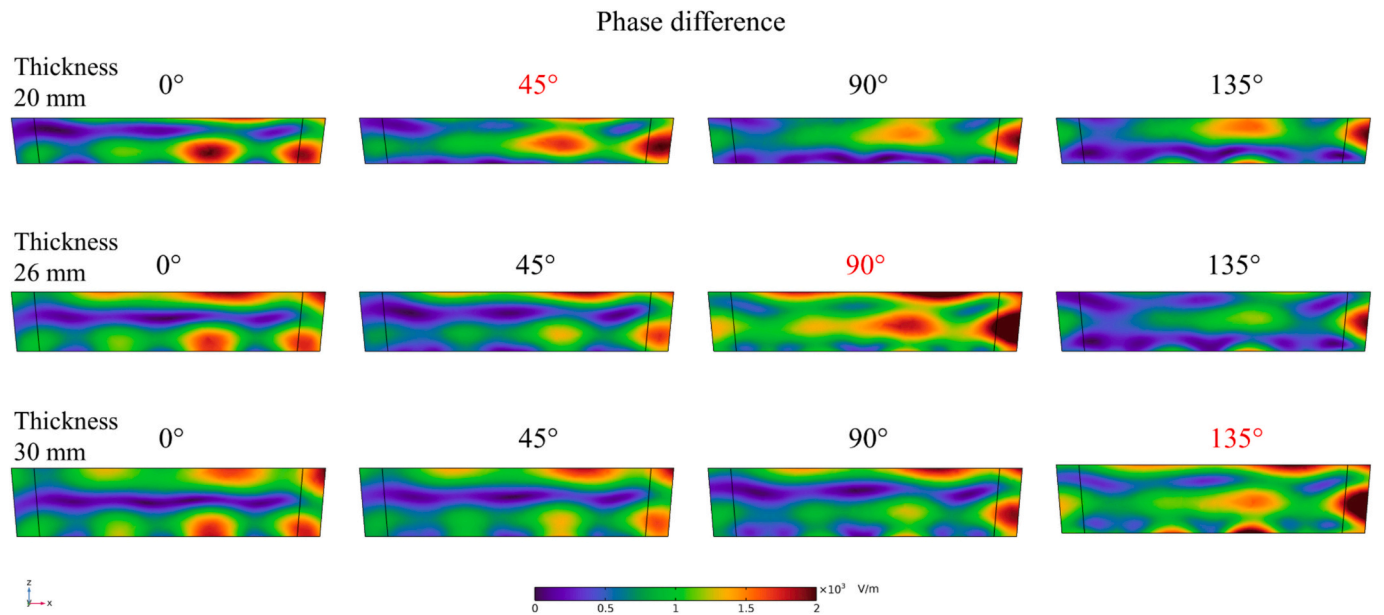 Phase difference
Thickness
20 mm
0°
45°
90°
135°
Thickness
26 mm
0°
45°
90°
135°
Thickness
30 mm
0°
45°
90°
135°
z
y
x
×10³ V/m
0 0.5 1 1.5 2